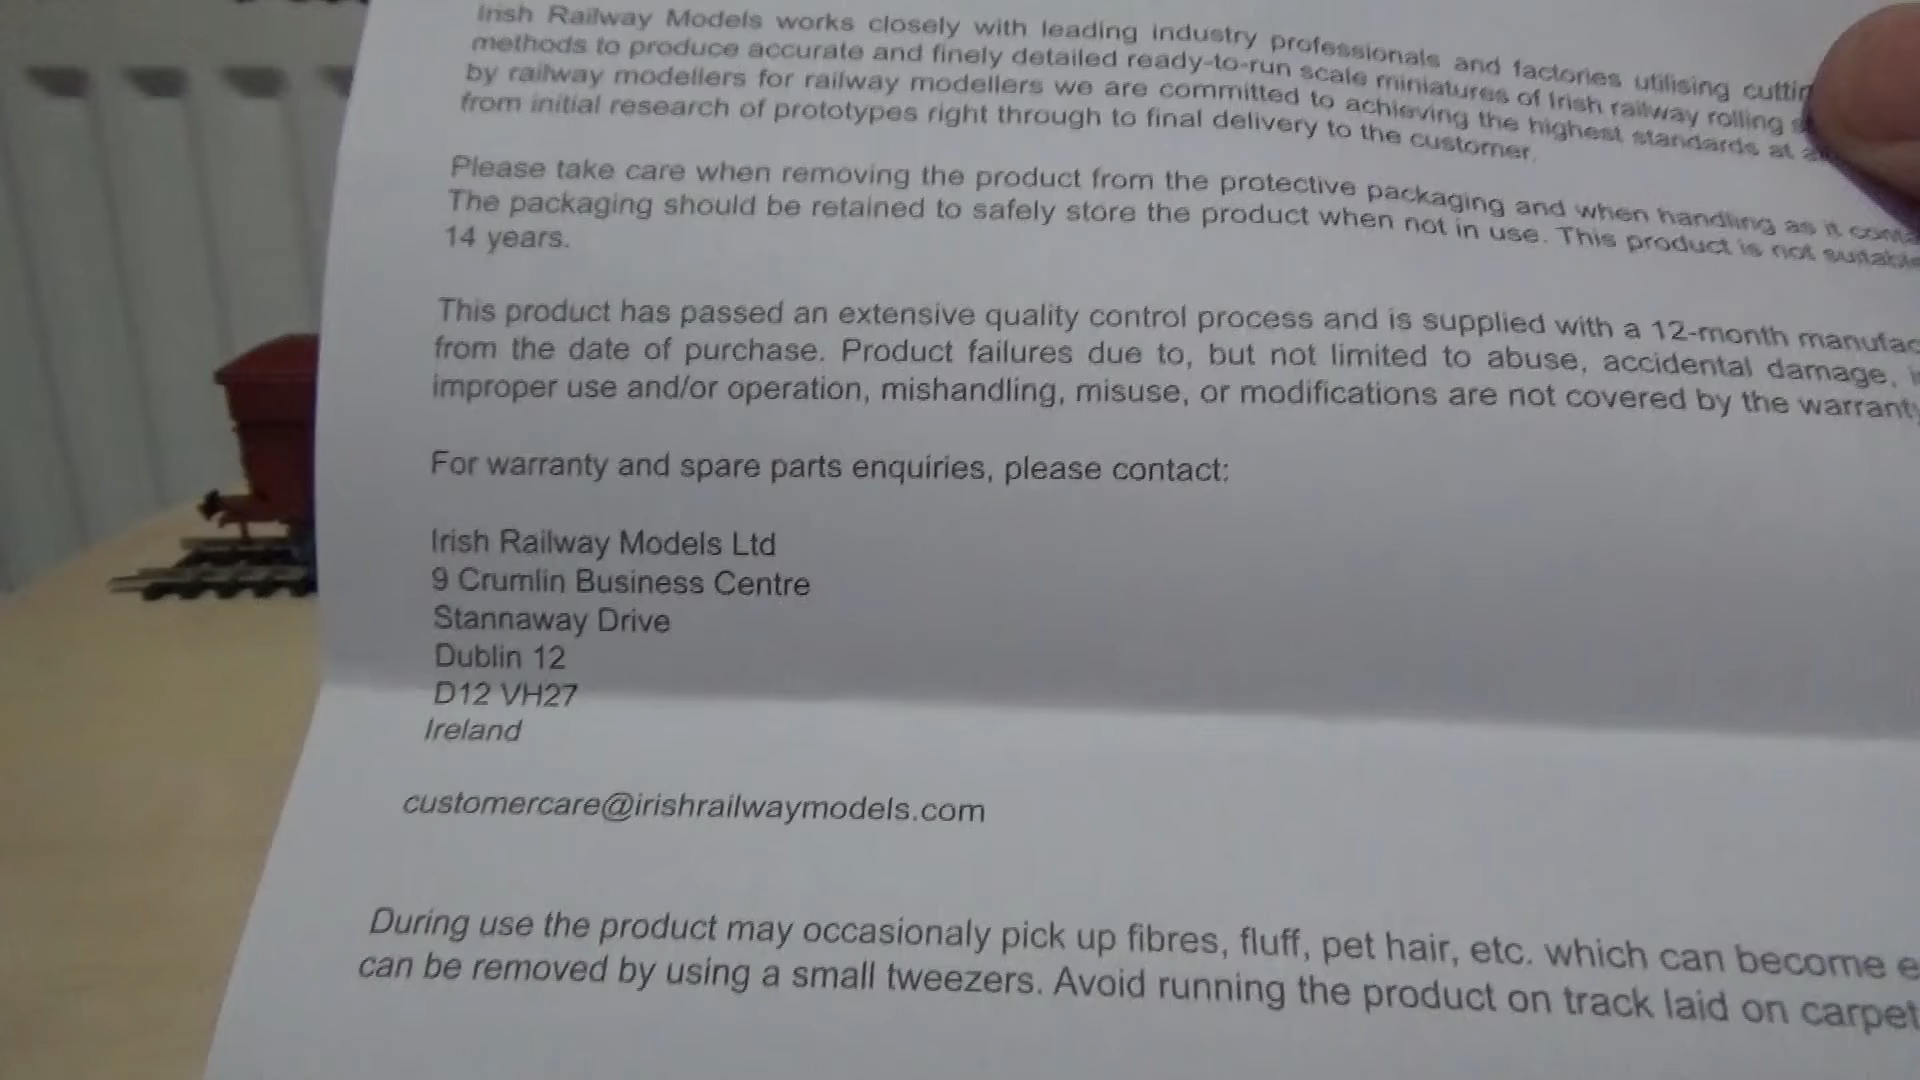 Irish Railway Models works closely with leading industry professionals and factories utilising
methods to produce accurate and finely detailed ready-to-run scale miniatures of Irish railway rolling
by railway modellers for railway modellers we are committed to achieving the highest standards at
from initial research of prototypes right through to final delivery to the customer.
Please take care when removing the product from the protective packaging and when handling as it
The packaging should be retained to safely store the product when not in use. This product is not
14 years.
This product has passed an extensive quality control process and is supplied with a 12-month
from the date of purchase. Product failures due to, but not limited to abuse, accidental damage,
improper use and/or operation, mishandling, misuse, or modifications are not covered by the
For warranty and spare parts enquiries, please contact:
Irish Railway Models Ltd
9 Crumlin Business Centre
Stannaway Drive
Dublin 12
D12 VH27
Ireland
customercare@irishrailwaymodels.com
During use the product may occasionaly pick up fibres, fluff, pet hair, etc. which can become
can be removed by using a small tweezers. Avoid running the product on track laid on carpet